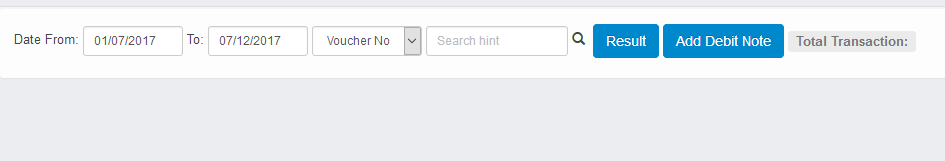 Date From: 01/07/2017 To: 07/12/2017 Voucher No Search hint Result Add Debit Note Total Transaction: